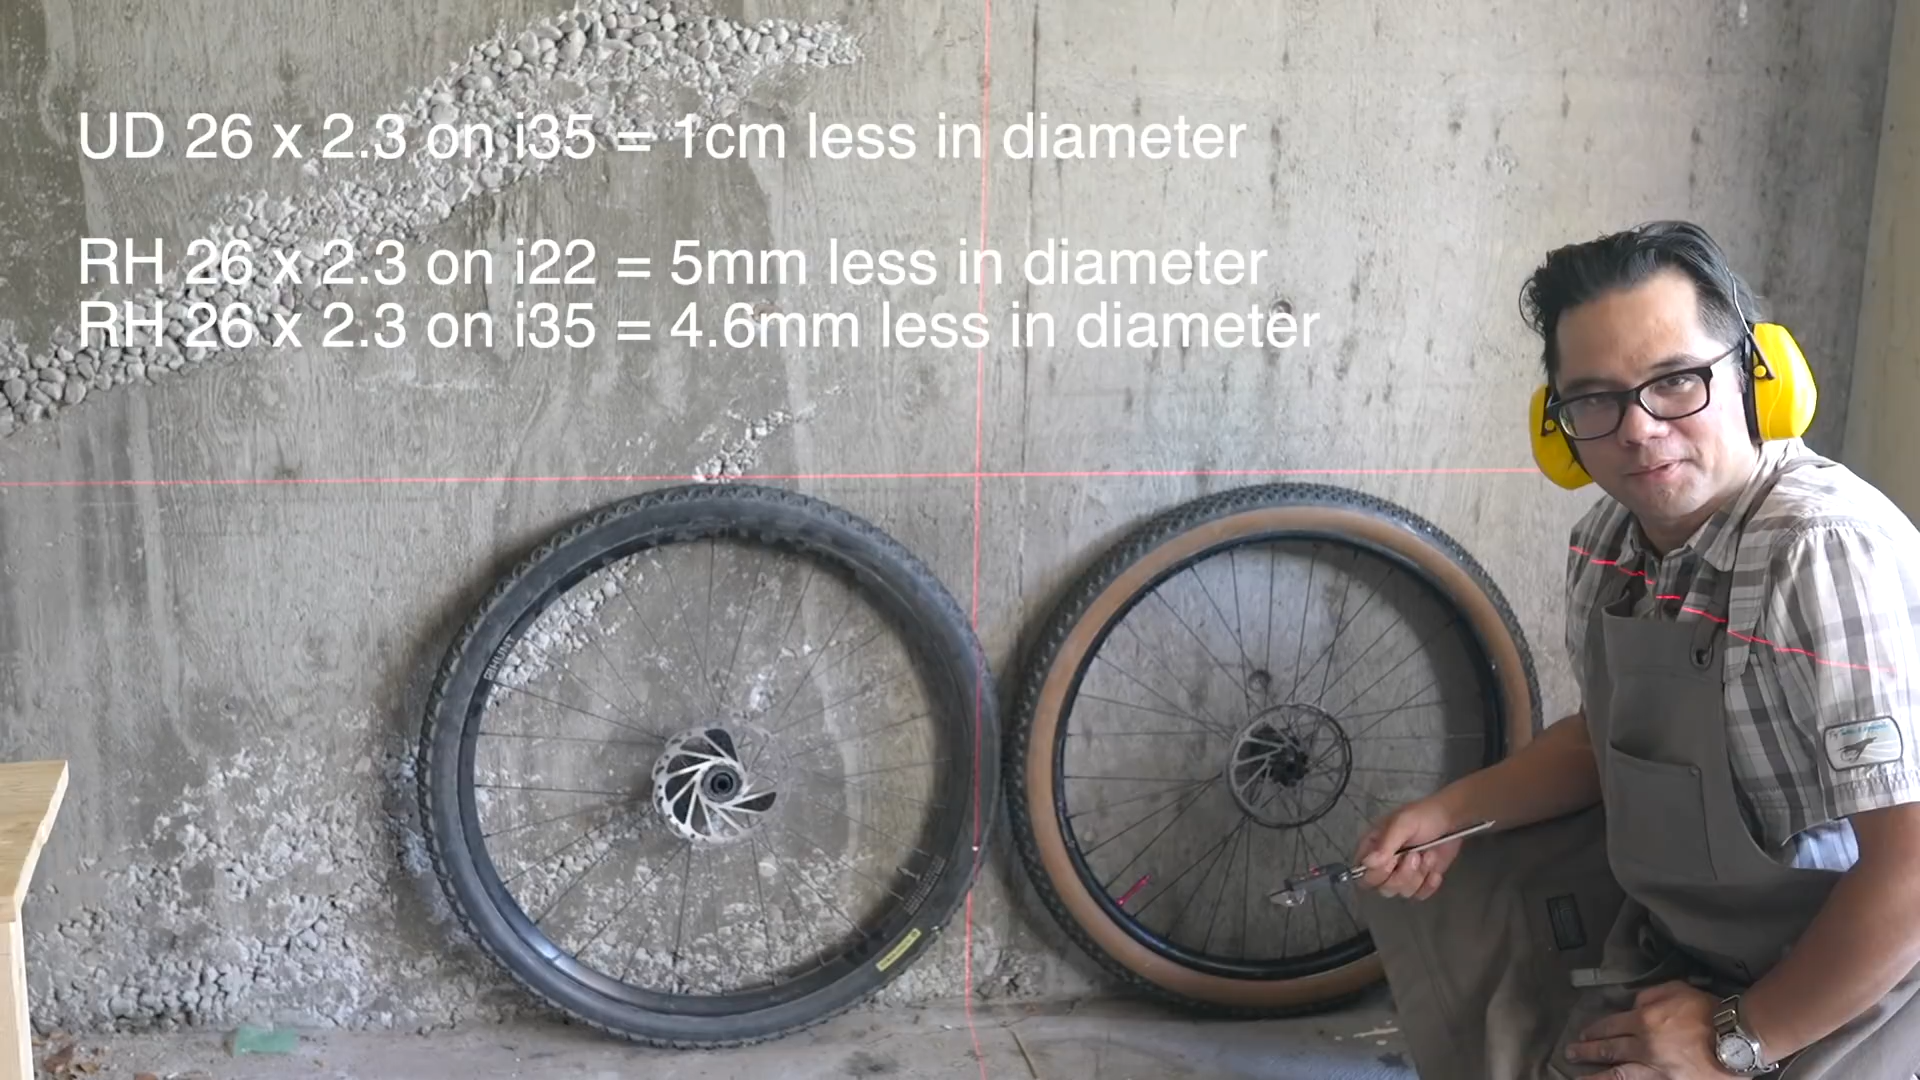 UD 26 x 2.3 on i35 = 1cm less in diameter
RH 26 x 2.3 on i22 = 5mm less in diameter
RH 26 x 2.3 on i35 = 4.6mm less in diameter